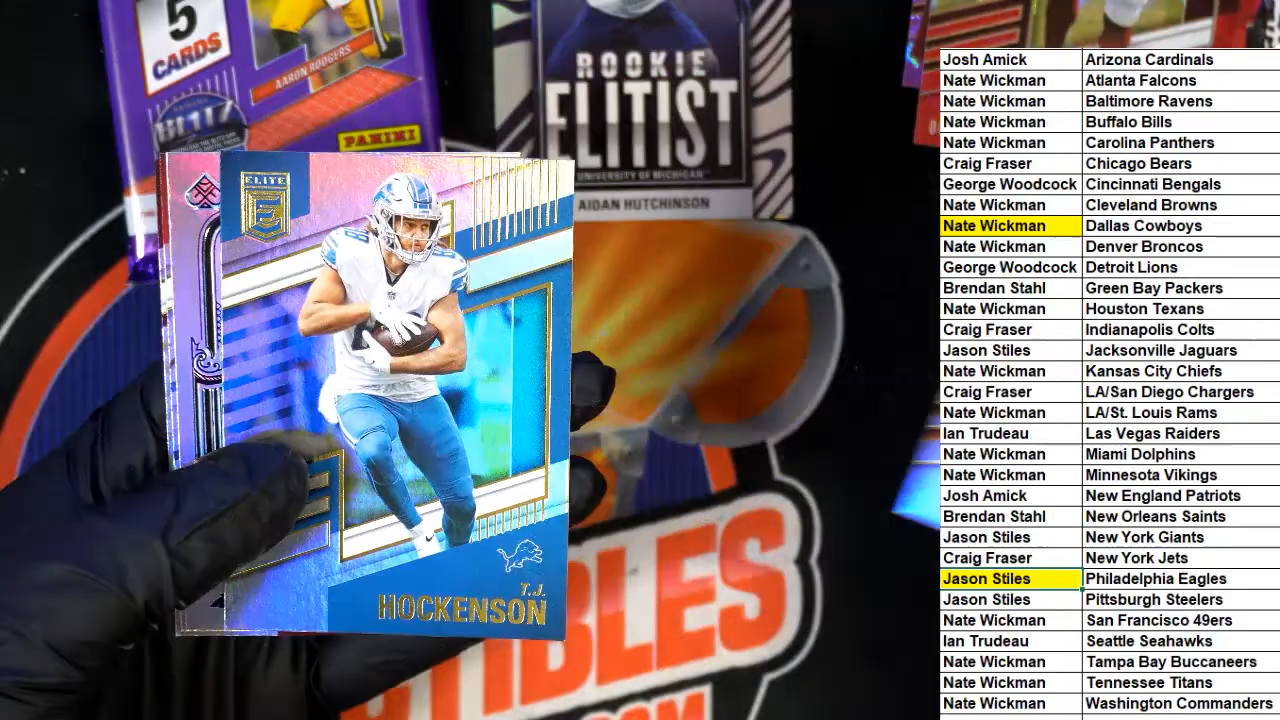 5
CARDS
AARON RODGERS
PANINI
ROOKIE
ELITIST
UNIVERSITY OF MICHIGAN
AIDAN HUTCHINSON
ELITE
E
88
T.J.
HOCKENSON
IBLES
.COM
Josh Amick Arizona Cardinals
Nate Wickman Atlanta Falcons
Nate Wickman Baltimore Ravens
Nate Wickman Buffalo Bills
Nate Wickman Carolina Panthers
Craig Fraser Chicago Bears
George Woodcock Cincinnati Bengals
Nate Wickman Cleveland Browns
Nate Wickman Dallas Cowboys
Nate Wickman Denver Broncos
George Woodcock Detroit Lions
Brendan Stahl Green Bay Packers
Nate Wickman Houston Texans
Craig Fraser Indianapolis Colts
Jason Stiles Jacksonville Jaguars
Nate Wickman Kansas City Chiefs
Craig Fraser LA/San Diego Chargers
Nate Wickman LA/St. Louis Rams
Ian Trudeau Las Vegas Raiders
Nate Wickman Miami Dolphins
Nate Wickman Minnesota Vikings
Josh Amick New England Patriots
Brendan Stahl New Orleans Saints
Jason Stiles New York Giants
Craig Fraser New York Jets
Jason Stiles Philadelphia Eagles
Jason Stiles Pittsburgh Steelers
Nate Wickman San Francisco 49ers
Ian Trudeau Seattle Seahawks
Nate Wickman Tampa Bay Buccaneers
Nate Wickman Tennessee Titans
Nate Wickman Washington Commanders